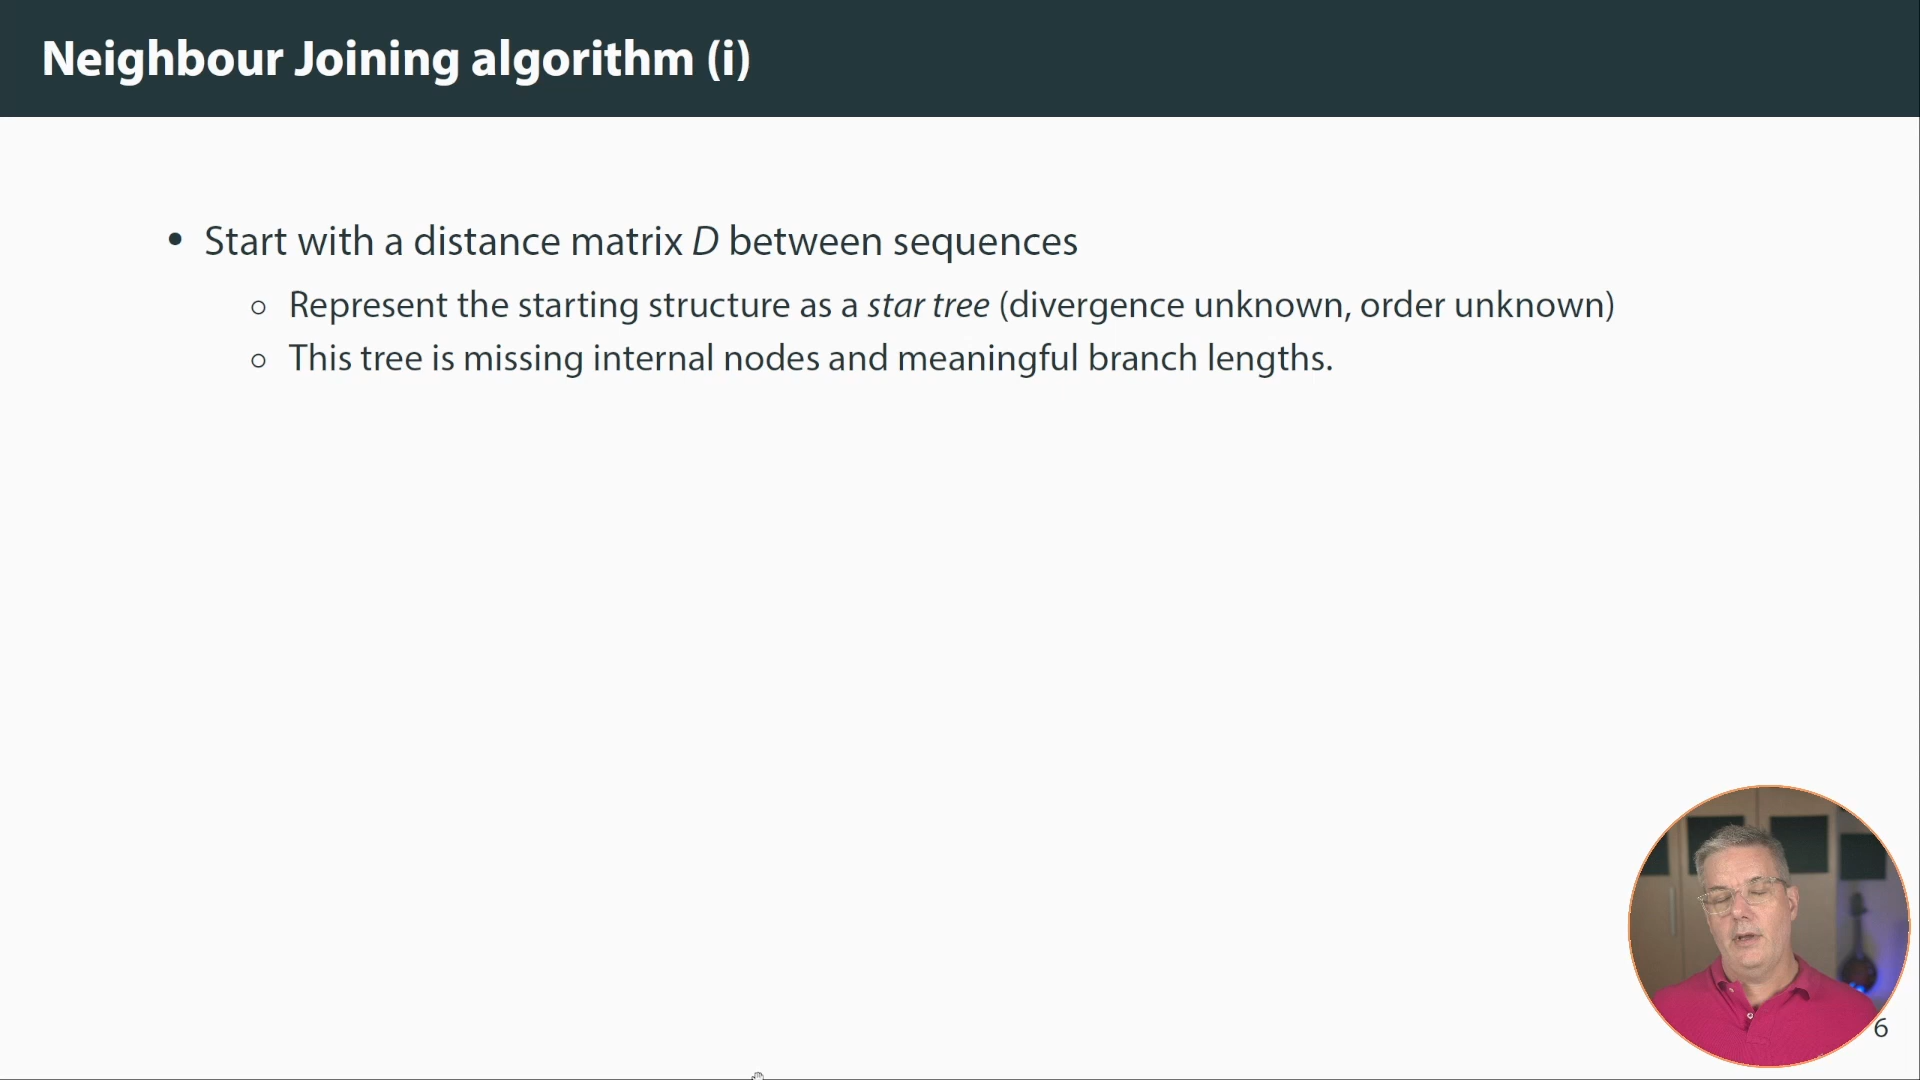 Neighbour Joining algorithm (i)
• Start with a distance matrix D between sequences
○ Represent the starting structure as a star tree (divergence unknown, order unknown)
○ This tree is missing internal nodes and meaningful branch lengths.
6